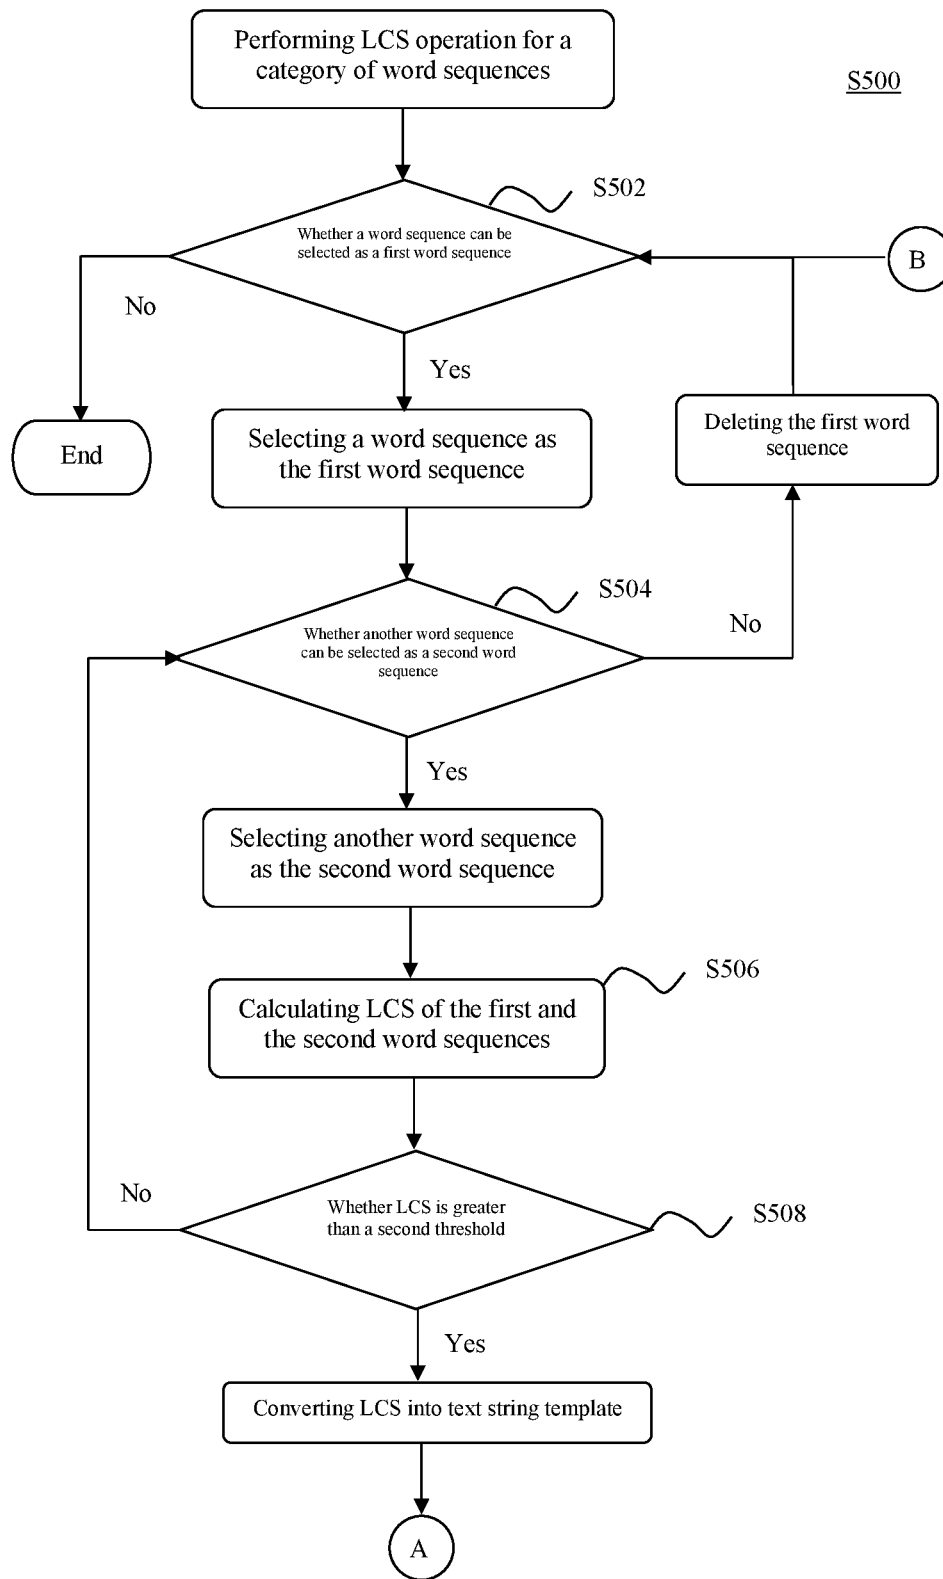 Performing LCS operation for a
category of word sequences
S500
S502
Whether a word sequence can be
selected as a first word sequence
B
No
Yes
Deleting the first word
sequence
Selecting a word sequence as
the first word sequence
End
S504
No
Whether another word sequence
can be selected as a second word
sequence
Yes
Selecting another word sequence
as the second word sequence
S506
Calculating LCS of the first and
the second word sequences
No
Whether LCS is greater
than a second threshold
S508
Yes
Converting LCS into text string template
A